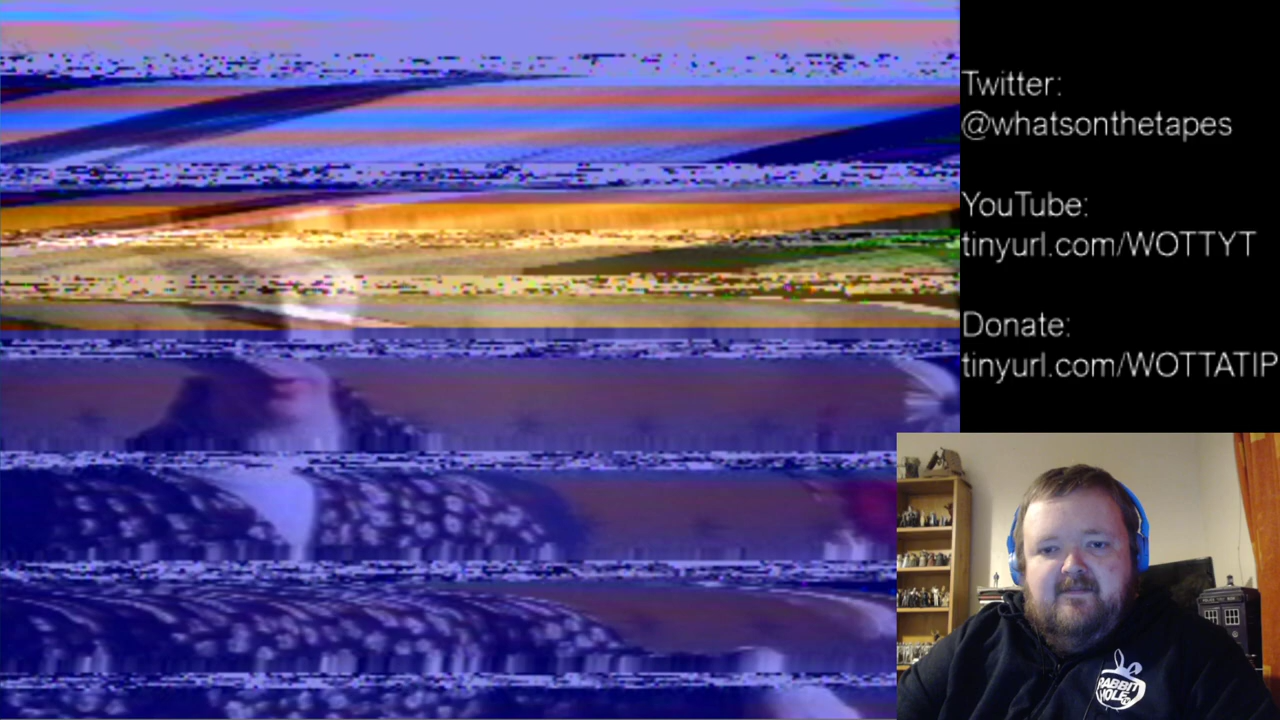 Twitter:
@whatsonthetapes
YouTube:
tinyurl.com/WOTTYT
Donate:
tinyurl.com/WOTTATIP
RABBIT
HOLE